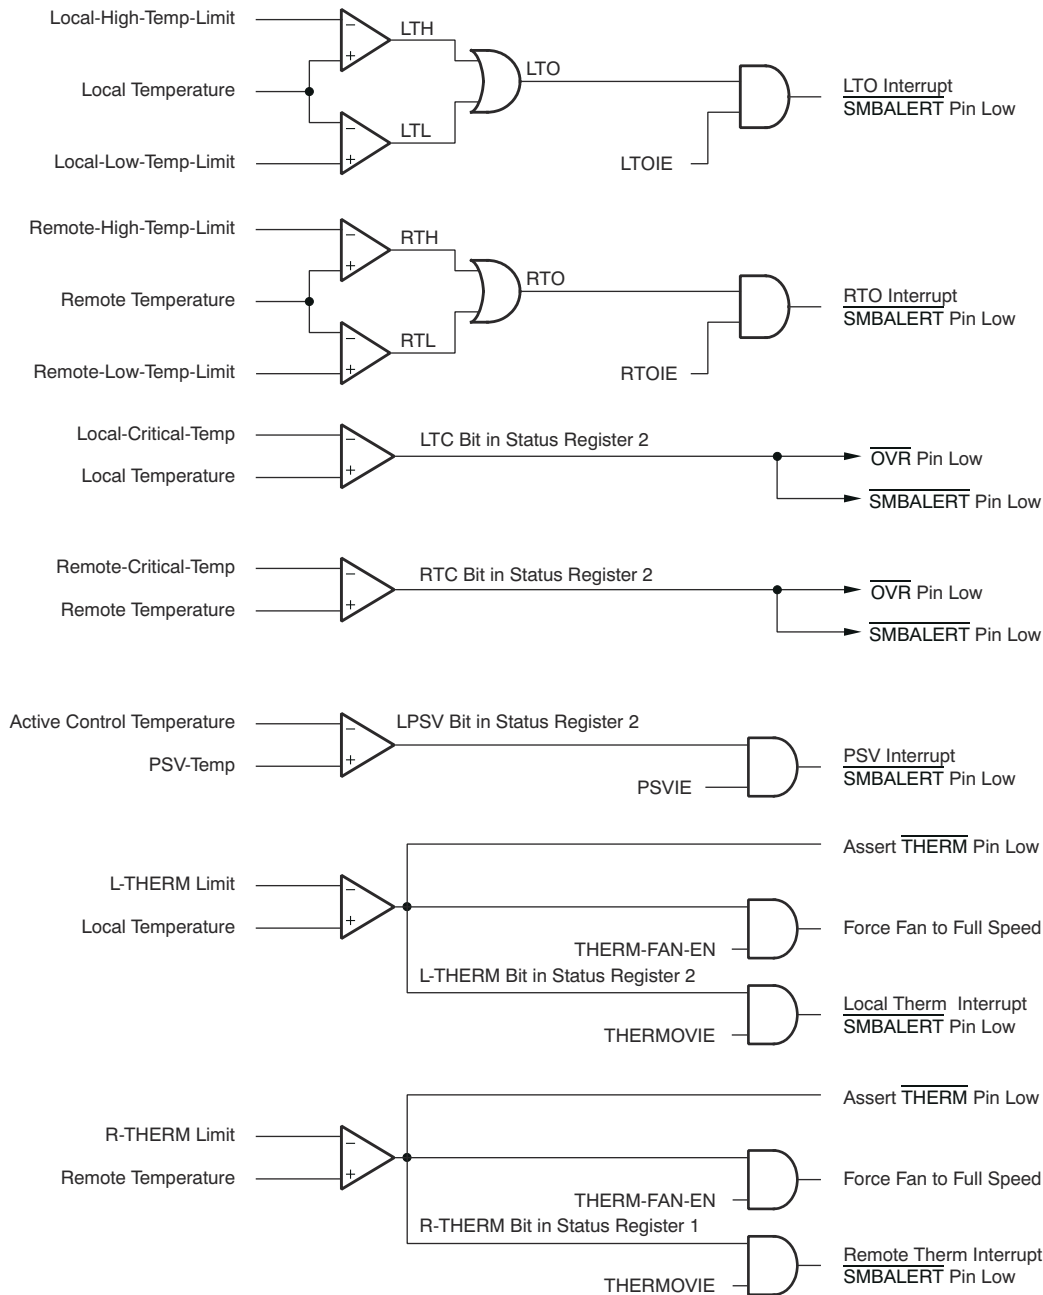 Local-High-Temp-Limit
−
LTH
+
Local Temperature
LTO
LTO Interrupt
SMBALERT Pin Low
−
LTL
+
Local-Low-Temp-Limit
LTOIE
Remote-High-Temp-Limit
−
RTH
+
Remote Temperature
RTO
RTO Interrupt
SMBALERT Pin Low
−
RTL
+
Remote-Low-Temp-Limit
RTOIE
Local-Critical-Temp
−
LTC Bit in Status Register 2
OVR Pin Low
Local Temperature
+
SMBALERT Pin Low
Remote-Critical-Temp
−
RTC Bit in Status Register 2
OVR Pin Low
Remote Temperature
+
SMBALERT Pin Low
Active Control Temperature
−
LPSV Bit in Status Register 2
PSV-Temp
+
PSVIE
PSV Interrupt
SMBALERT Pin Low
Assert THERM Pin Low
L-THERM Limit
−
Local Temperature
+
THERM-FAN-EN
Force Fan to Full Speed
L-THERM Bit in Status Register 2
THERMOVIE
Local Therm Interrupt
SMBALERT Pin Low
Assert THERM Pin Low
R-THERM Limit
−
Remote Temperature
+
THERM-FAN-EN
Force Fan to Full Speed
R-THERM Bit in Status Register 1
THERMOVIE
Remote Therm Interrupt
SMBALERT Pin Low